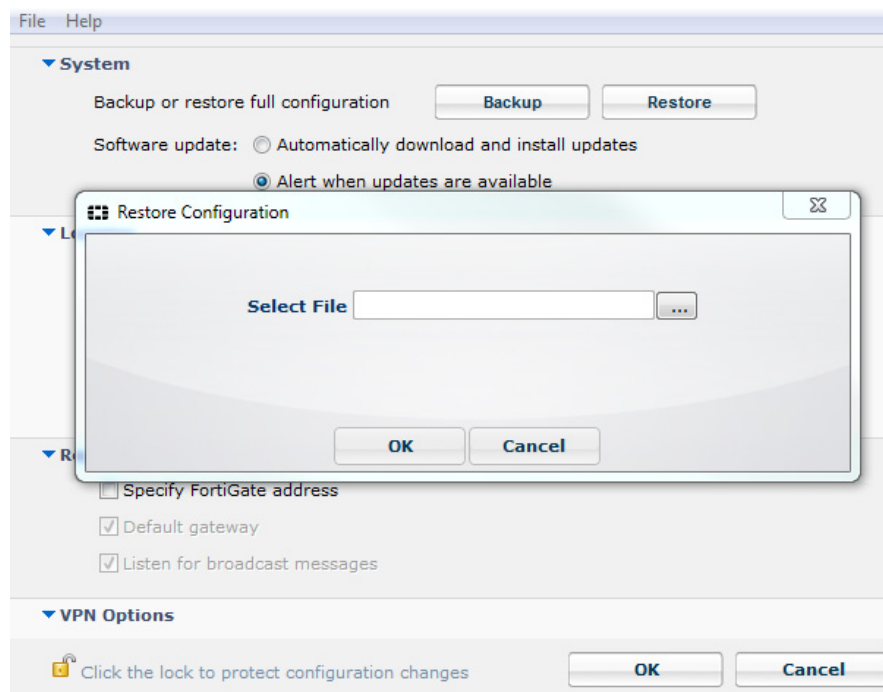 File Help
System
Backup or restore full configuration Backup Restore
Software update: Automatically download and install updates
Alert when updates are available
Restore Configuration
Select File ...
OK Cancel
Specify FortiGate address
Default gateway
Listen for broadcast messages
VPN Options
Click the lock to protect configuration changes OK Cancel